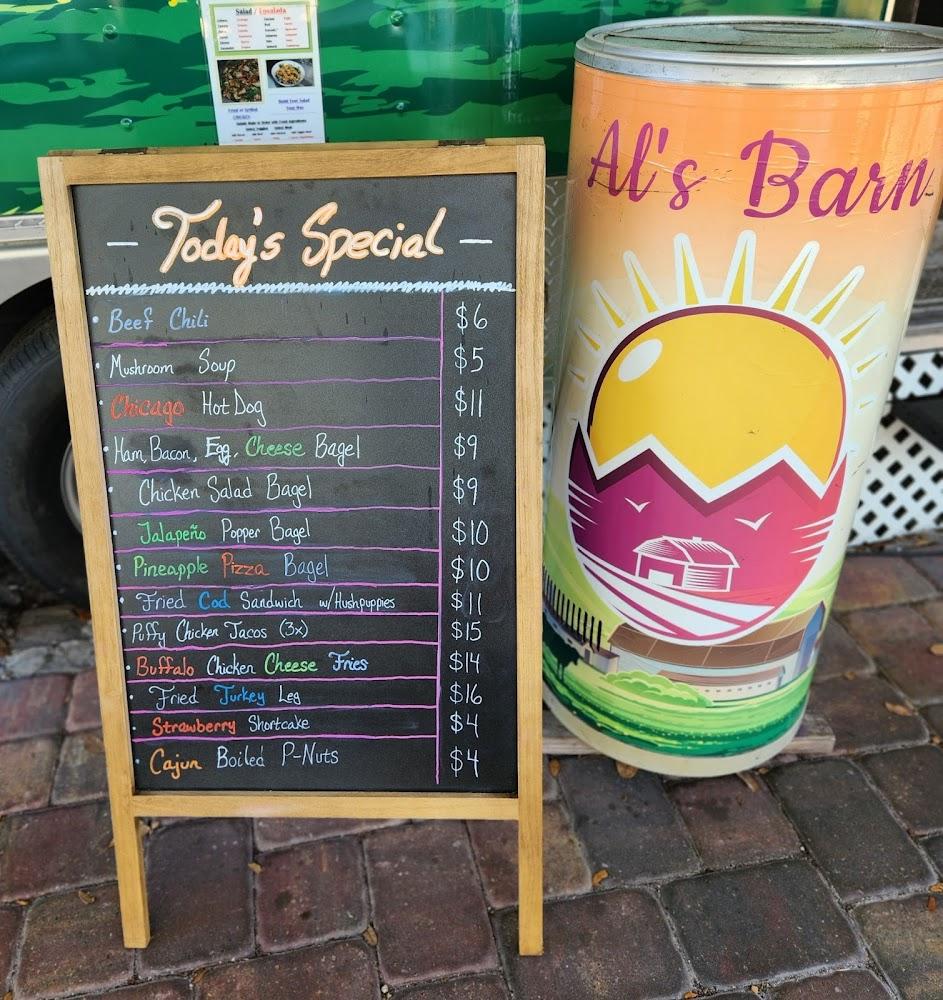 Salad / Ensalada
Today's Special
Beef Chili $6
Mushroom Soup $5
Chicago Hot Dog $11
Ham, Bacon, Egg, Cheese Bagel $9
Chicken Salad Bagel $9
Jalapeño Popper Bagel $10
Pineapple Pizza Bagel $10
Fried Cod Sandwich w/Hushpuppies $11
Puffy Chicken Tacos (3x) $15
Buffalo Chicken Cheese Fries $14
Fried Turkey Leg $16
Strawberry Shortcake $4
Cajun Boiled P-Nuts $4
Al's Barn